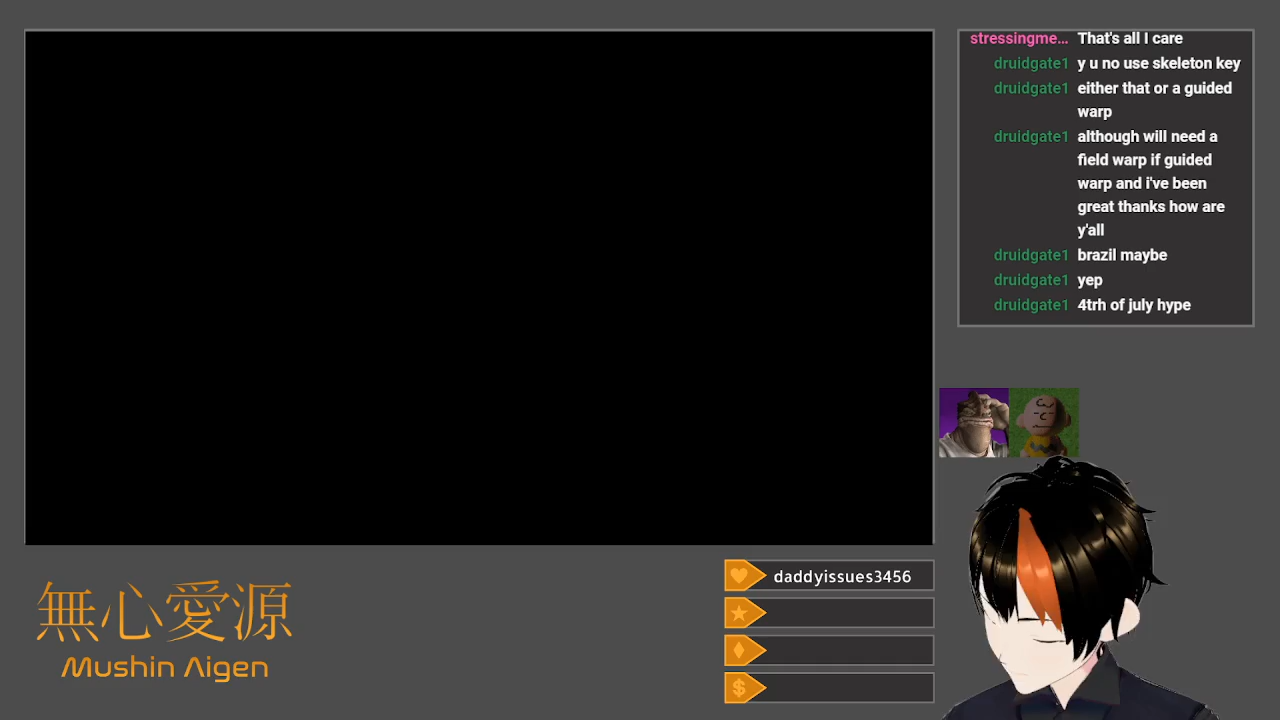 stressingme… That's all I care
druidgate1 y u no use skeleton key
druidgate1 either that or a guided
warp
druidgate1 although will need a
field warp if guided
warp and i've been
great thanks how are
y'all
druidgate1 brazil maybe
druidgate1 yep
druidgate1 4trh of july hype
無心愛源
Mushin Aigen
daddyissues3456
$